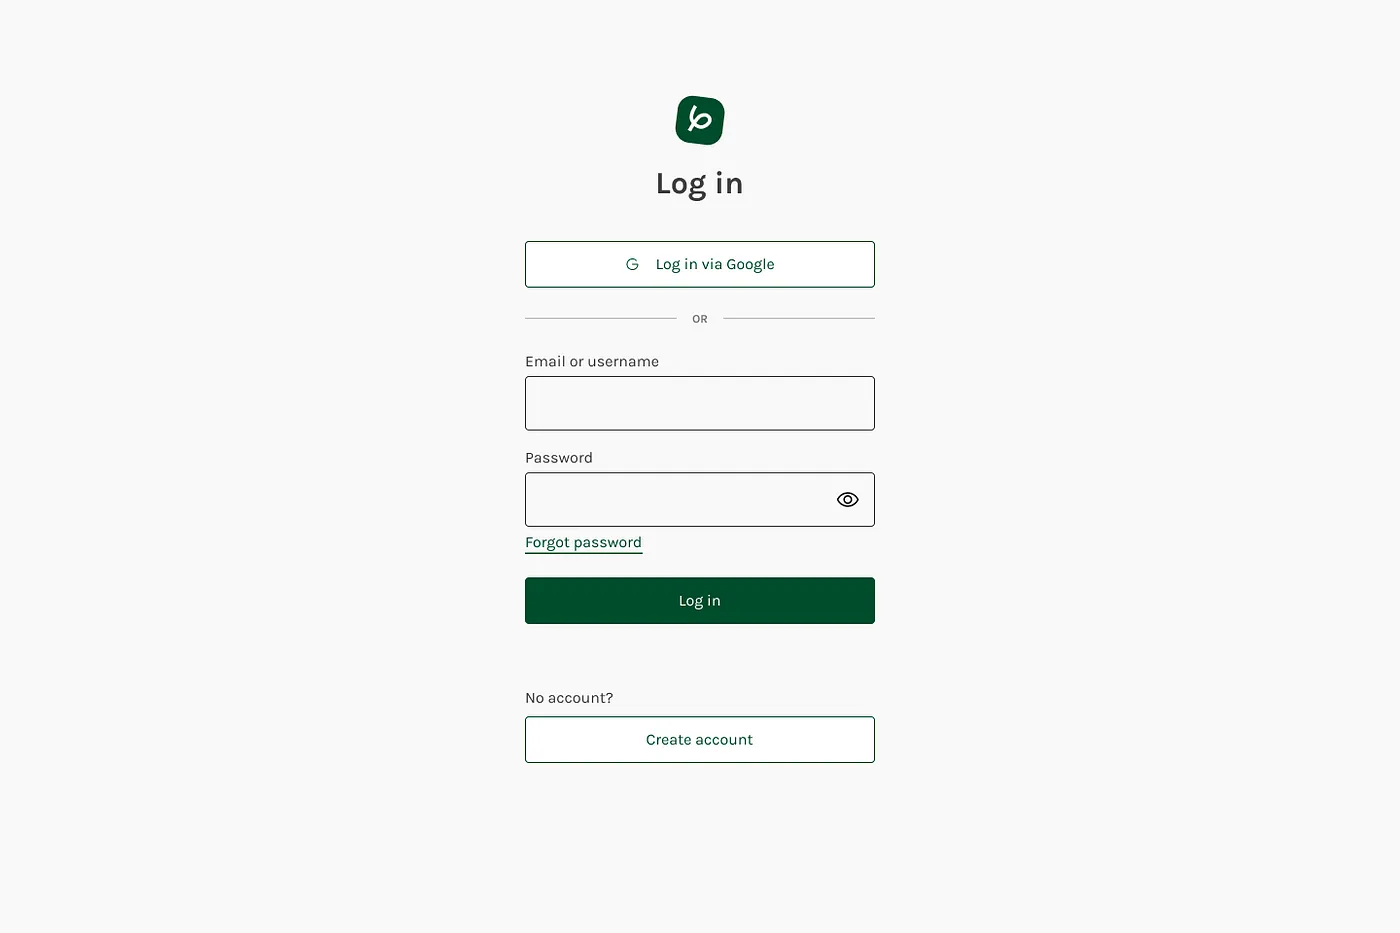 Log in
Log in via Google
OR
Email or username
Password
Forgot password
Log in
No account?
Create account